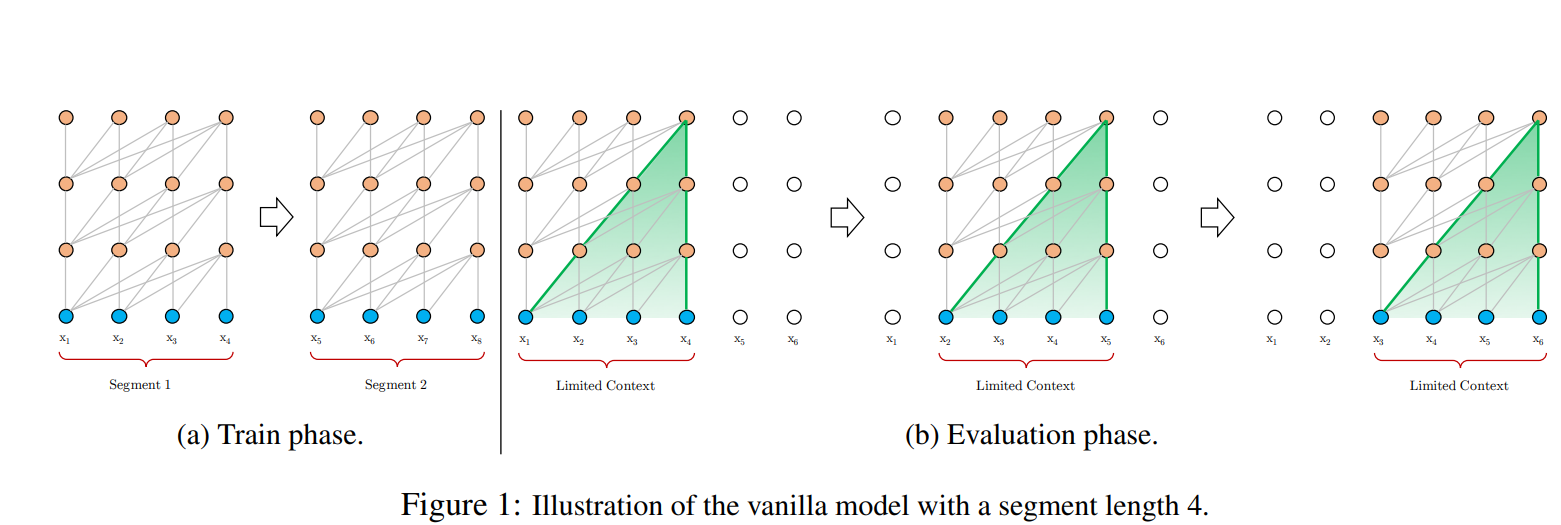 x₁ x₂ x₃ x₄ x₅ x₆ x₇ x₈ x₁ x₂ x₃ x₄ x₅ x₆ x₁ x₂ x₃ x₄ x₅ x₆ x₁ x₂ x₃ x₄ x₅ x₆
Segment 1 Segment 2 Limited Context Limited Context Limited Context
(a) Train phase. (b) Evaluation phase.
Figure 1: Illustration of the vanilla model with a segment length 4.